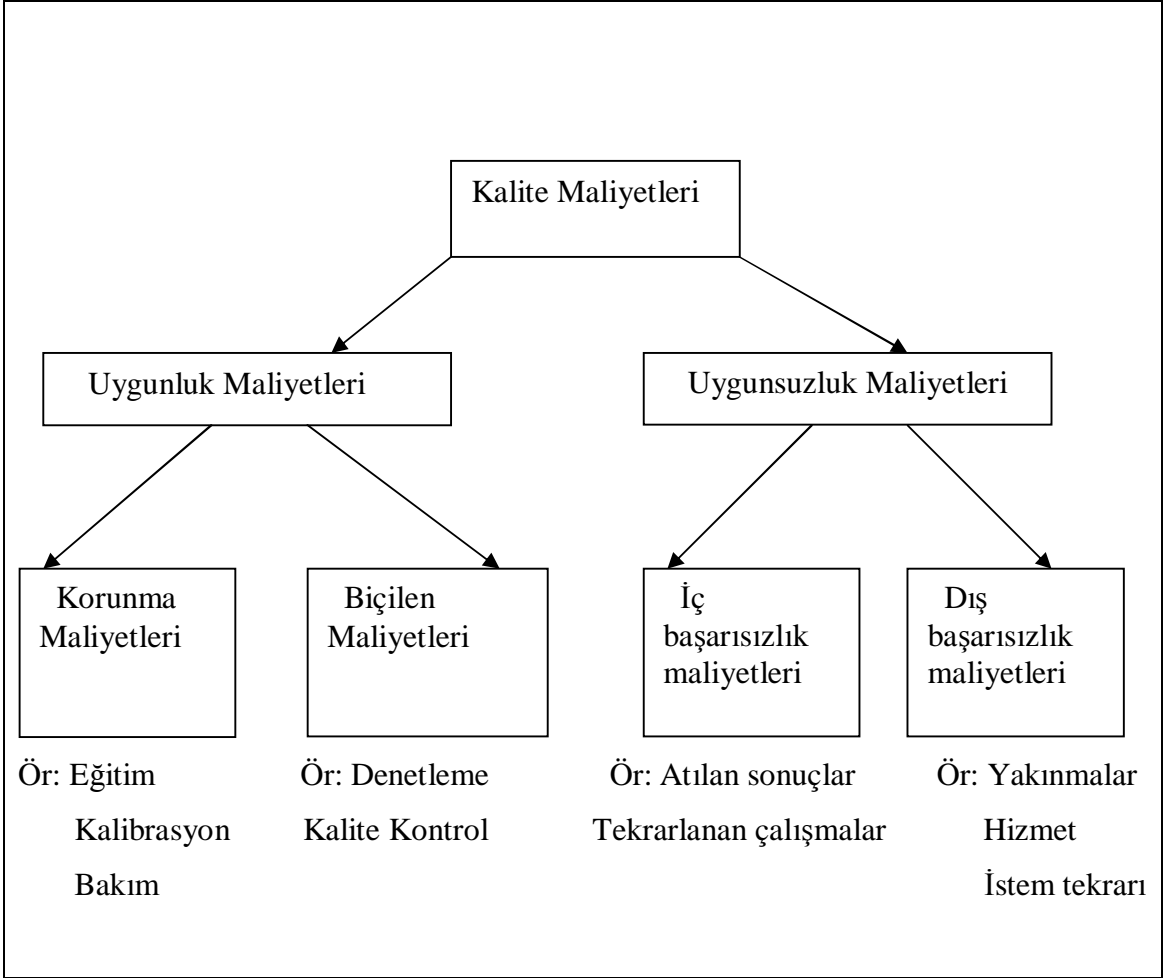 Kalite Maliyetleri
Uygunluk Maliyetleri
Uygunsuzluk Maliyetleri
Korunma
Maliyetleri
Biçilen
Maliyetleri
İç
başarısızlık
maliyetleri
Dış
başarısızlık
maliyetleri
Ör: Eğitim
Kalibrasyon
Bakım
Ör: Denetleme
Kalite Kontrol
Ör: Atılan sonuçlar
Tekrarlanan çalışmalar
Ör: Yakınmalar
Hizmet
İstem tekrarı